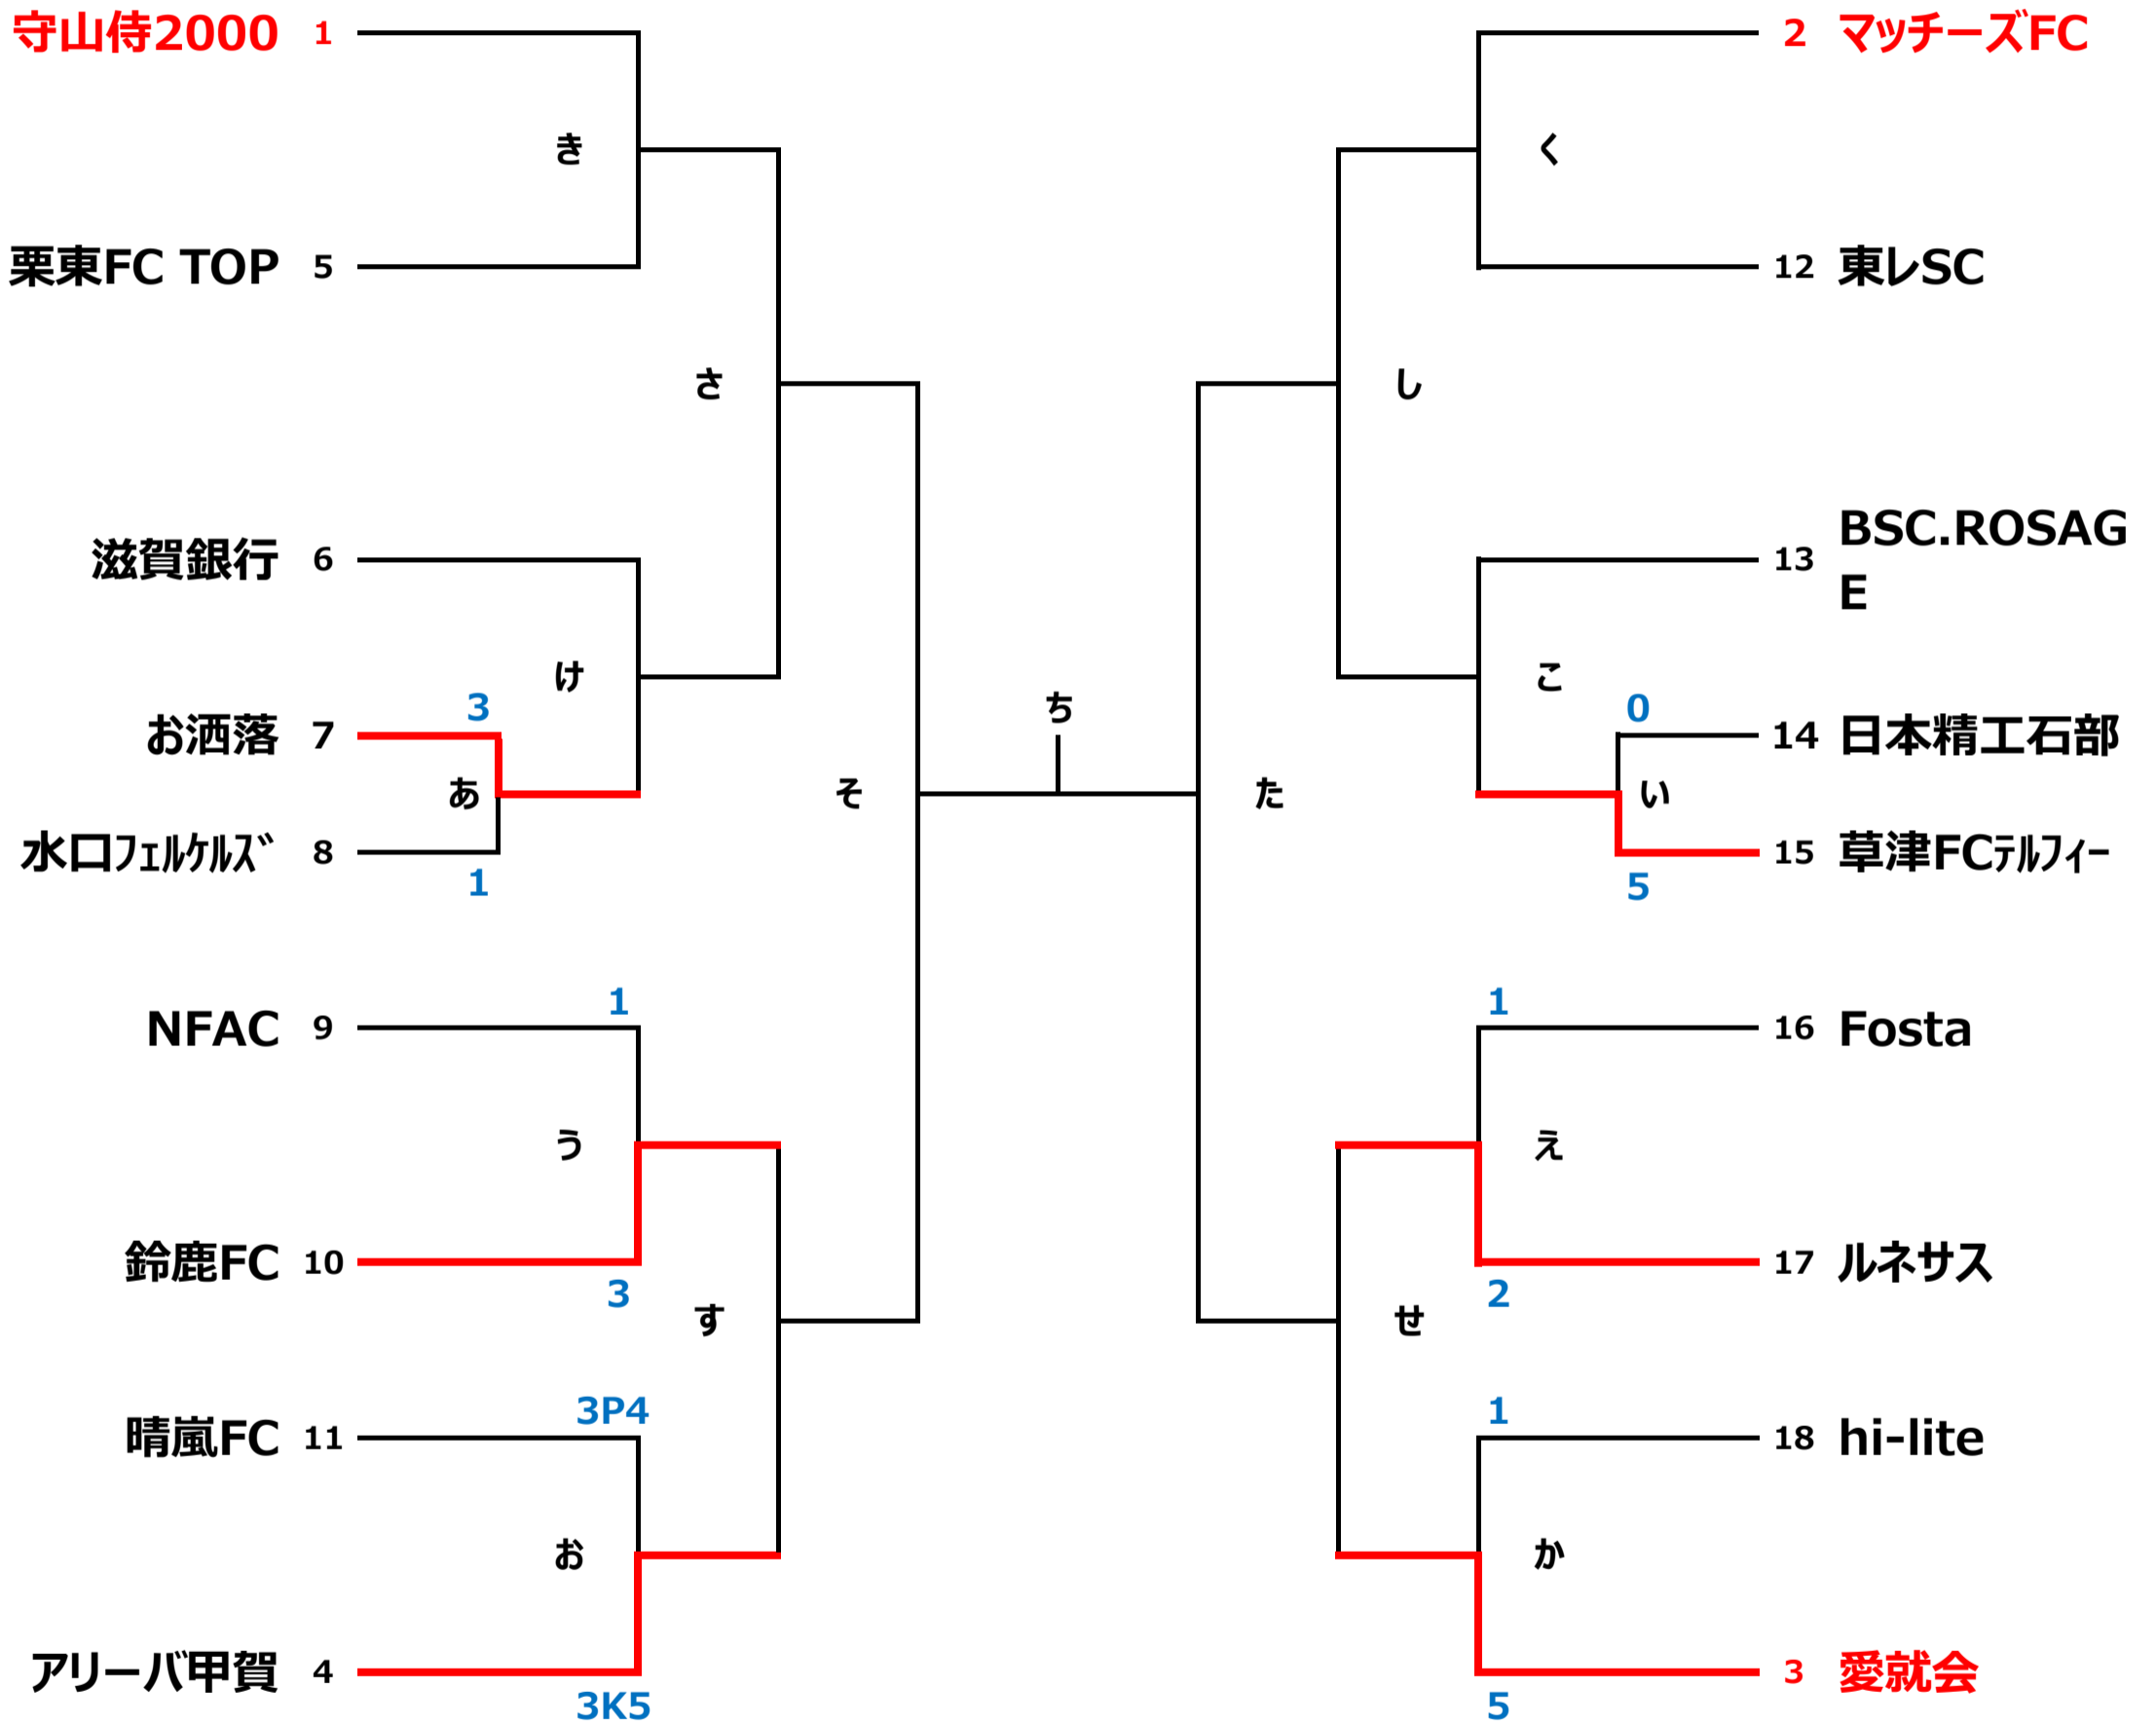 守山侍2000 1
き
栗東FC TOP 5
さ
滋賀銀行 6
け
3
お洒落 7
あ
水口ﾌｪﾙｹﾙｽﾞ 8
1
そ
NFAC 9
1
う
鈴鹿FC 10
3
す
晴嵐FC 11
3P4
お
アリーバ甲賀 4
3K5
ち
2 マッチーズFC
く
12 東レSC
し
13 BSC.ROSAG
E
こ
0
14 日本精工石部
い
15 草津FCﾃﾙﾌｨｰ
5
た
1
16 Fosta
え
17 ルネサス
2
せ
1
18 hi-lite
か
3 愛蹴会
5